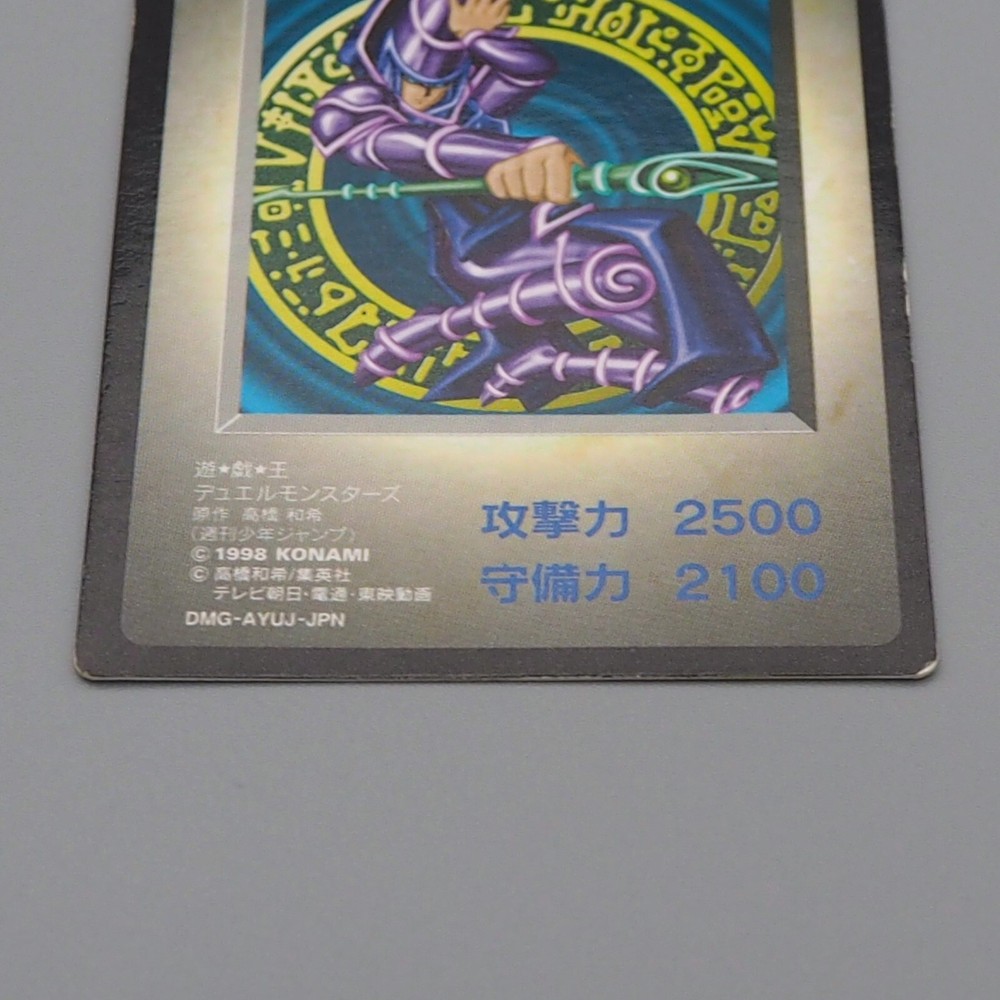 遊★戯★王
デュエルモンスターズ
原作 高橋 和希
(週刊少年ジャンプ)
©1998 KONAMI
©高橋和希/集英社
テレビ朝日・電通・東映動画
DMG-AYUJ-JPN
攻撃力 2500
守備力 2100